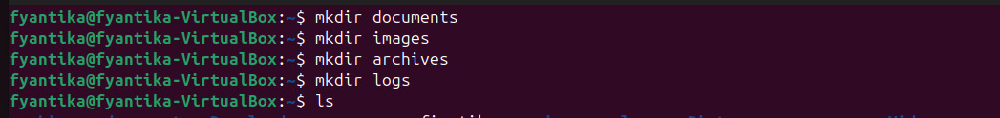 fyantika@fyantika-VirtualBox:~$ mkdir documents
fyantika@fyantika-VirtualBox:~$ mkdir images
fyantika@fyantika-VirtualBox:~$ mkdir archives
fyantika@fyantika-VirtualBox:~$ mkdir logs
fyantika@fyantika-VirtualBox:~$ ls